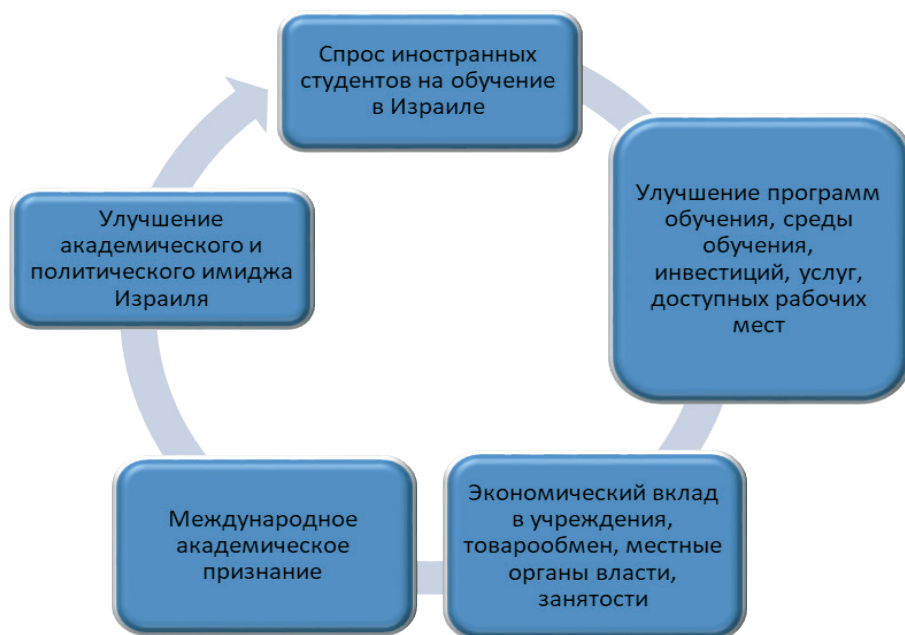 Спрос иностранных
студентов на обучение
в Израиле
Улучшение программ
обучения, среды
обучения,
инвестиций, услуг,
доступных рабочих
мест
Экономический вклад
в учреждения,
товарообмен, местные
органы власти,
занятости
Международное
академическое
признание
Улучшение
академического и
политического имиджа
Израиля